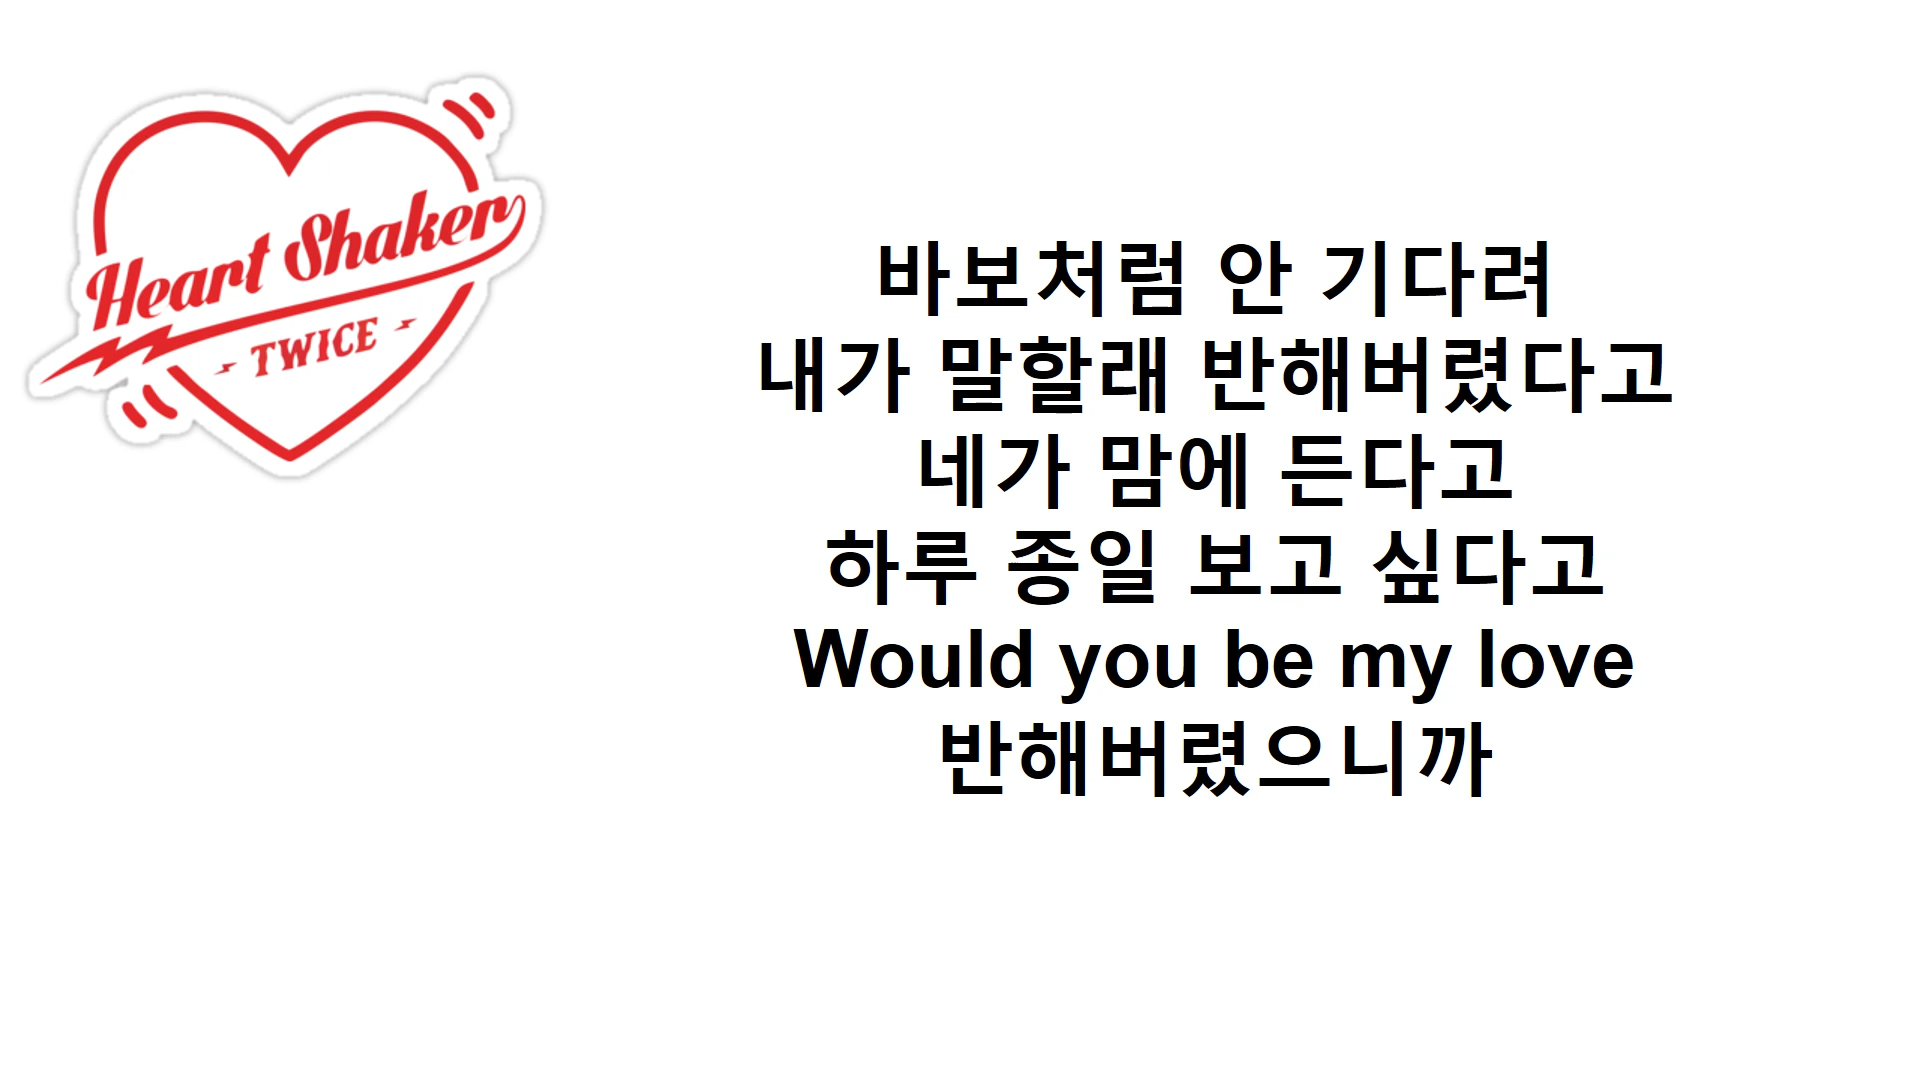 Heart Shaker
TWICE
바보처럼 안 기다려
내가 말할래 반해버렸다고
네가 맘에 든다고
하루 종일 보고 싶다고
Would you be my love
반해버렸으니까